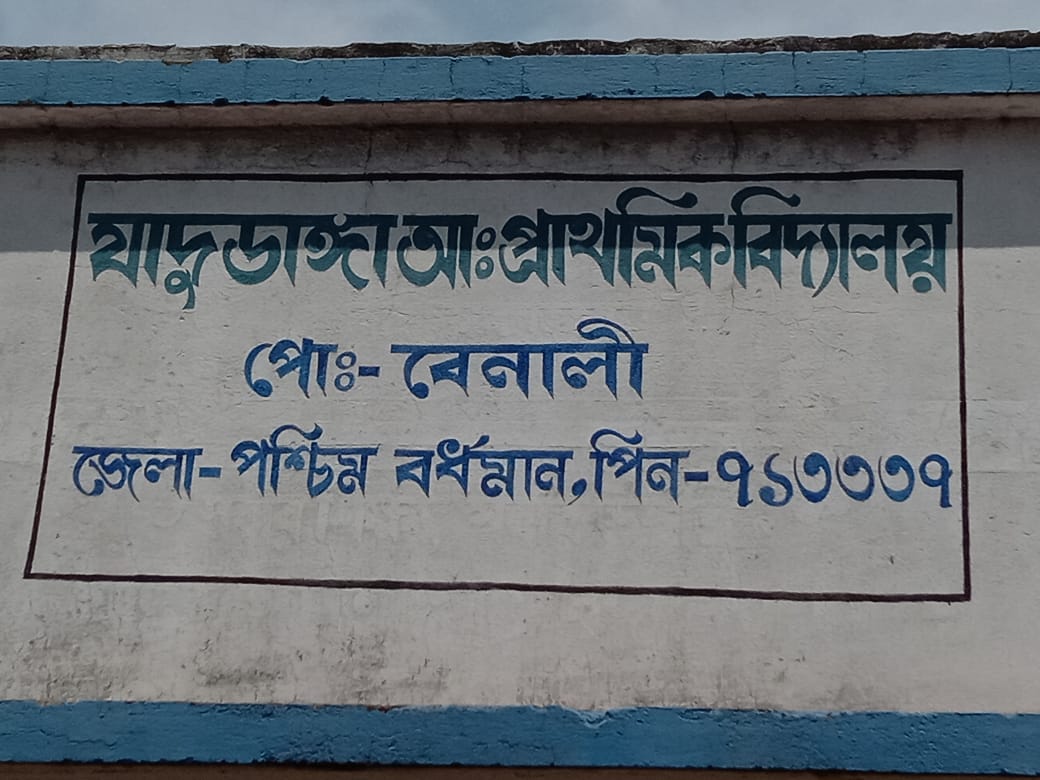 যাদুডাঙ্গা আঃ প্রাথমিক বিদ্যালয়
পোঃ- বেনালী
জেলা- পশ্চিম বর্ধমান, পিন-৭১৩৩৩৭